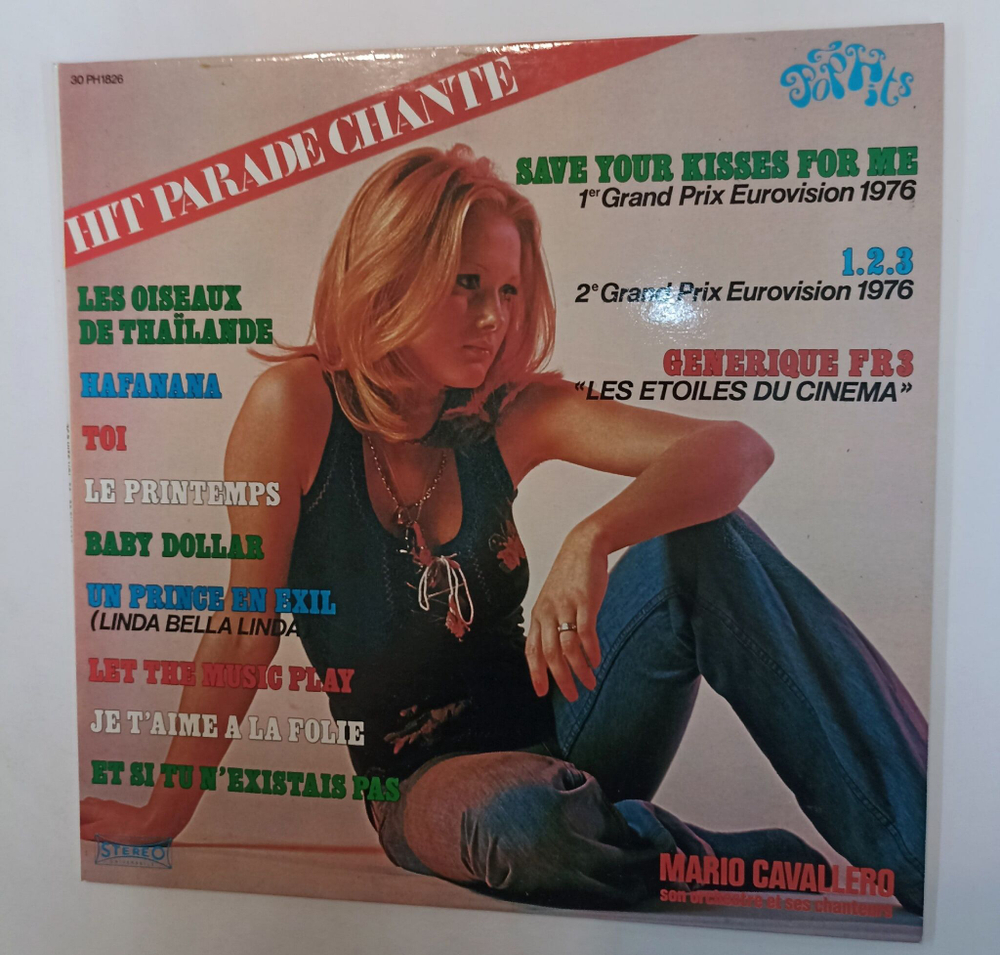 30 PH1826
HIT PARADE CHANTE
POP Hits
SAVE YOUR KISSES FOR ME
1er Grand Prix Eurovision 1976
1.2.3
2e Grand Prix Eurovision 1976
GENERIQUE FR3
“LES ETOILES DU CINEMA”
LES OISEAUX
DE THAÏLANDE
HAFANANA
TOI
LE PRINTEMPS
BABY DOLLAR
UN PRINCE EN EXIL
(LINDA BELLA LINDA)
LET THE MUSIC PLAY
JE T'AIME A LA FOLIE
ET SI TU N'EXISTAIS PAS
STEREO
MARIO CAVALLERO
son orchestre et ses chanteurs